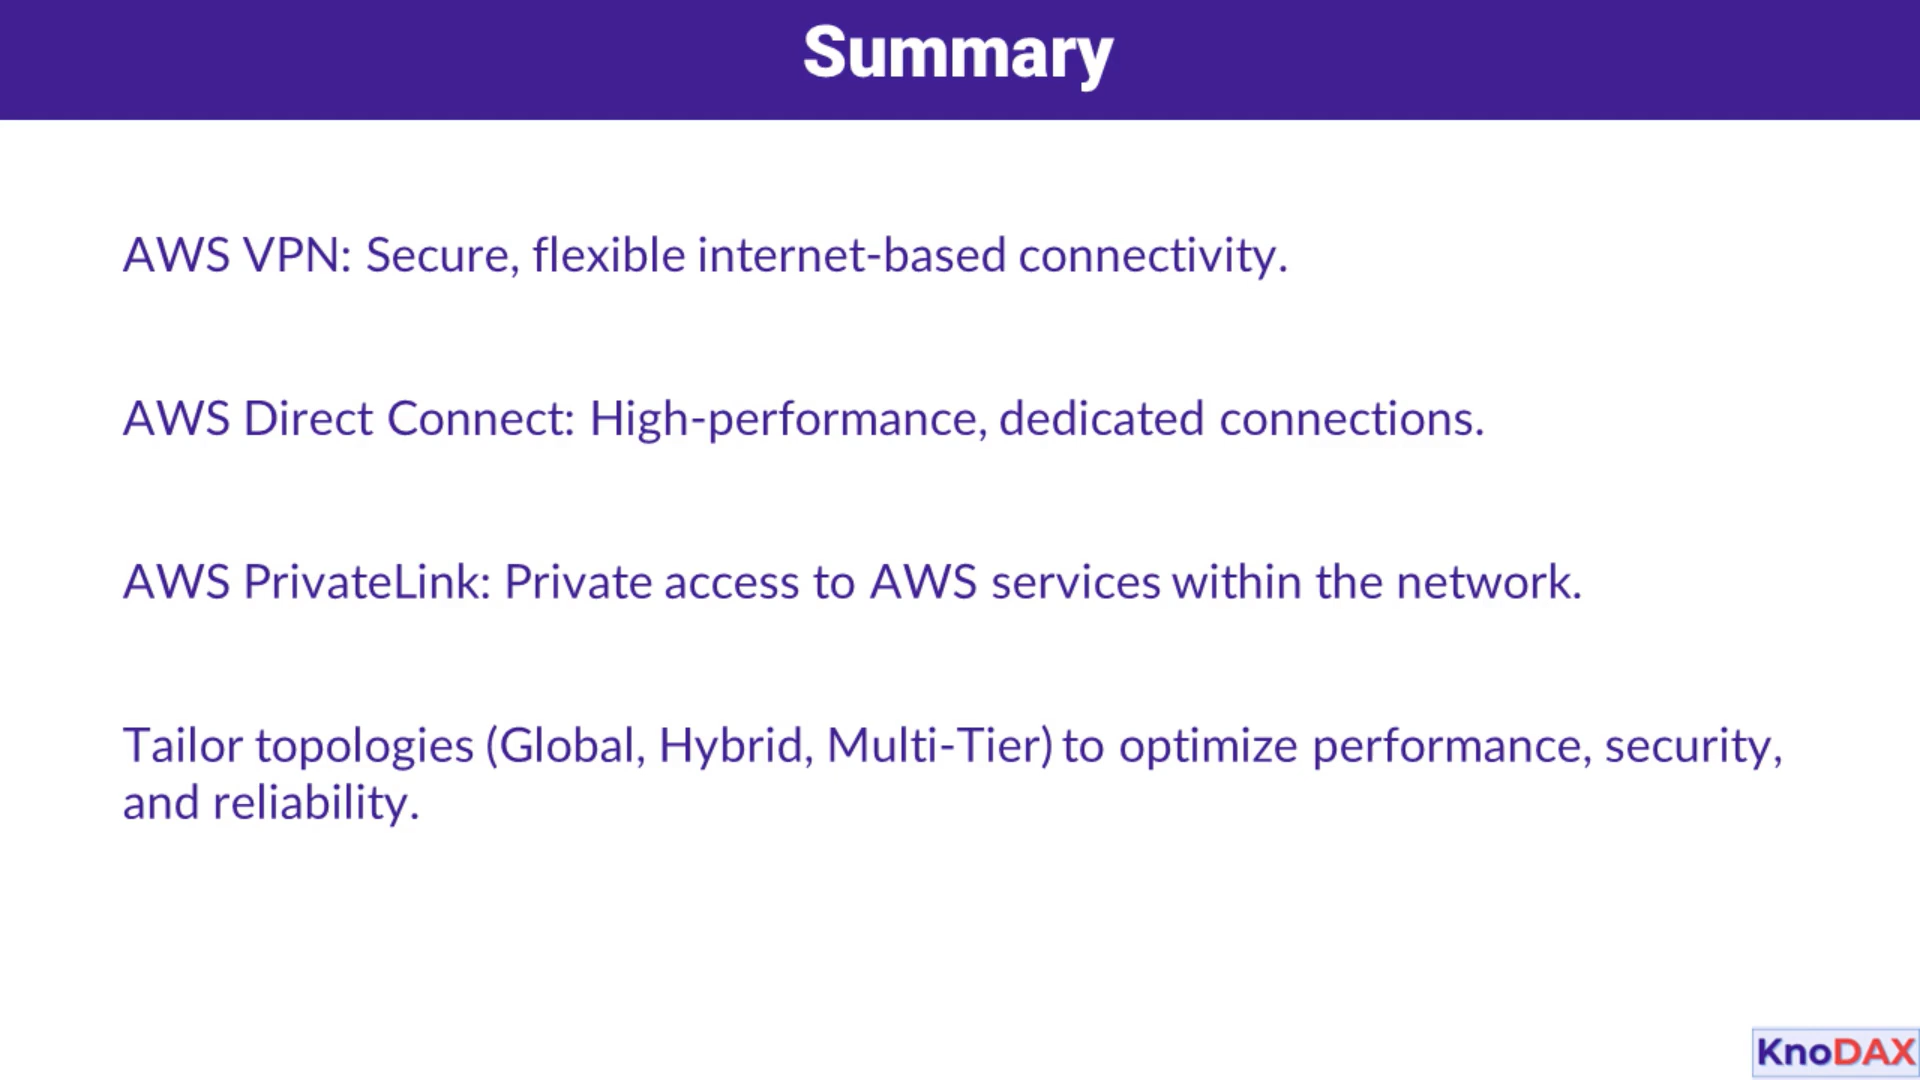 Summary
AWS VPN: Secure, flexible internet-based connectivity.
AWS Direct Connect: High-performance, dedicated connections.
AWS PrivateLink: Private access to AWS services within the network.
Tailor topologies (Global, Hybrid, Multi-Tier) to optimize performance, security,
and reliability.
KnoDAX